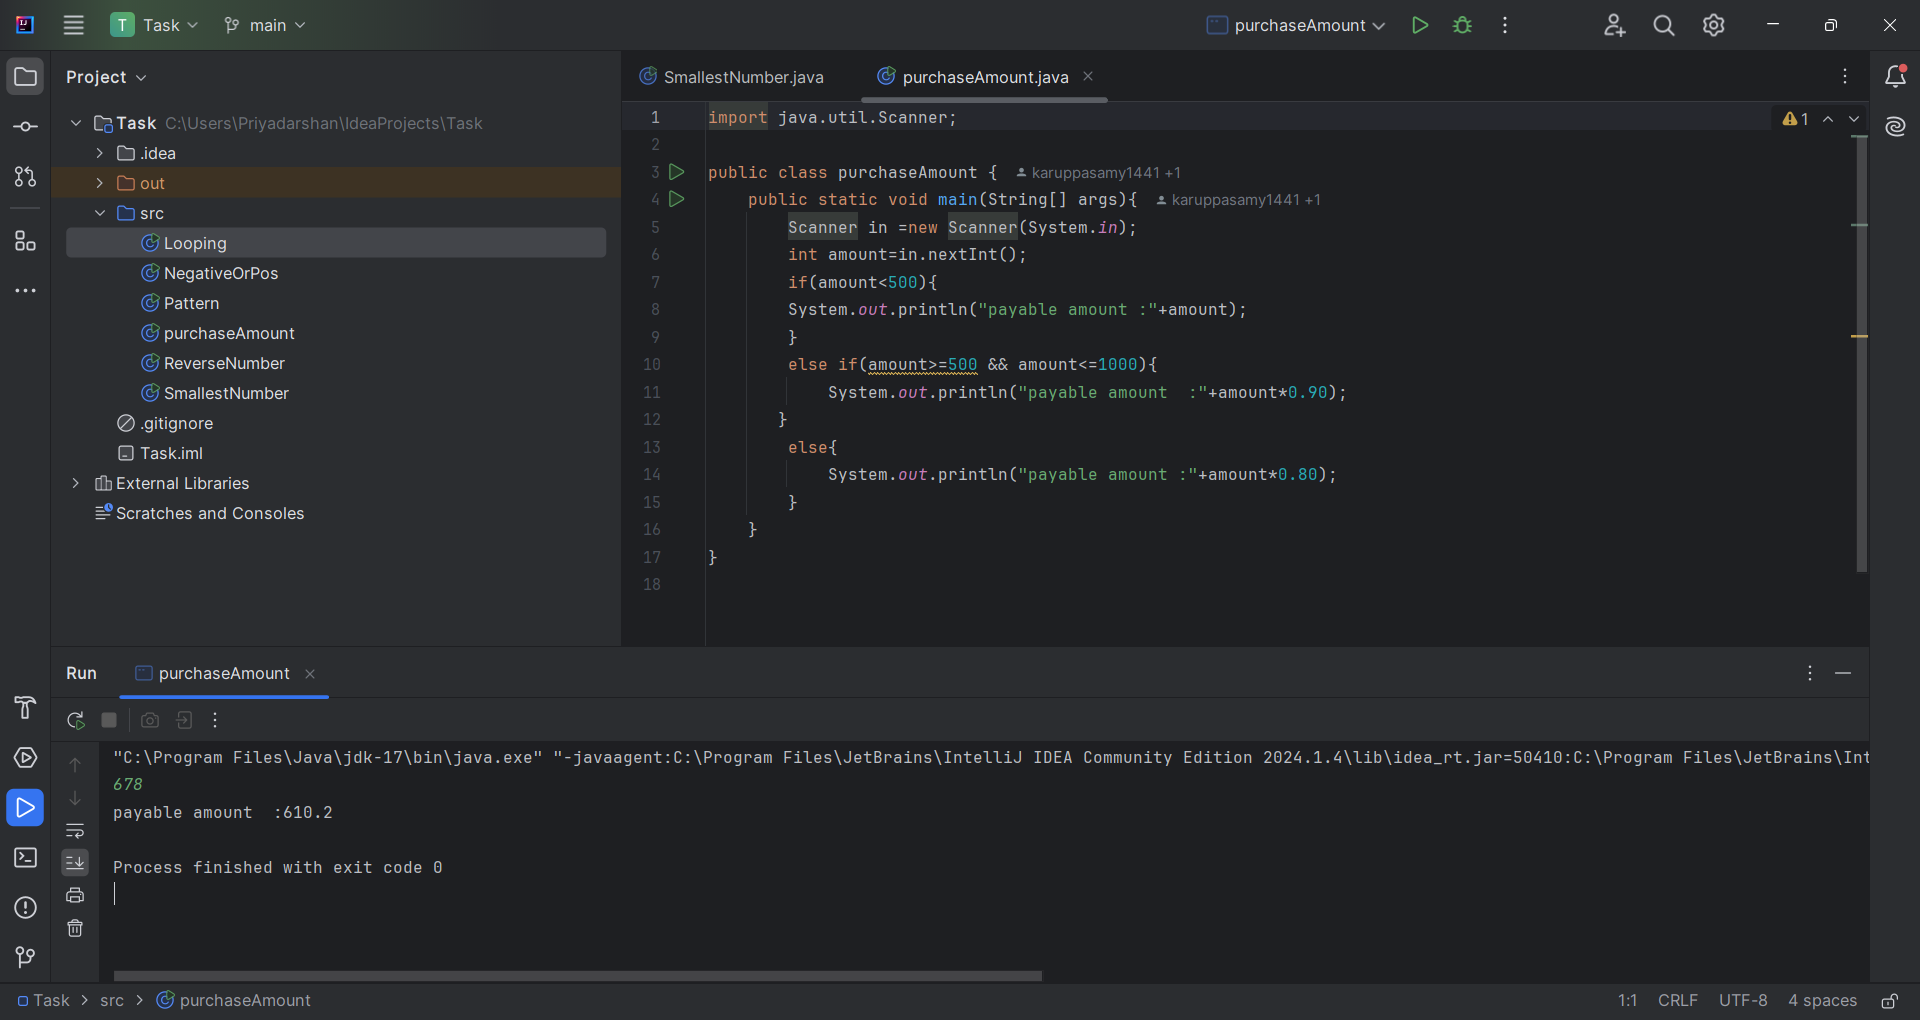 T Task main purchaseAmount
Project
Task C:\Users\Priyadarshan\IdeaProjects\Task
.idea
out
src
Looping
NegativeOrPos
Pattern
purchaseAmount
ReverseNumber
SmallestNumber
.gitignore
Task.iml
External Libraries
Scratches and Consoles
SmallestNumber.java purchaseAmount.java
1 import java.util.Scanner; 1
2
3 public class purchaseAmount { karuppasamy1441 +1
4 public static void main(String[] args){ karuppasamy1441 +1
5 Scanner in =new Scanner(System.in);
6 int amount=in.nextInt();
7 if(amount<500){
8 System.out.println("payable amount :"+amount);
9 }
10 else if(amount>=500 && amount<=1000){
11 System.out.println("payable amount  :"+amount*0.90);
12 }
13 else{
14 System.out.println("payable amount :"+amount*0.80);
15 }
16 }
17 }
18
Run purchaseAmount
"C:\Program Files\Java\jdk-17\bin\java.exe" "-javaagent:C:\Program Files\JetBrains\IntelliJ IDEA Community Edition 2024.1.4\lib\idea_rt.jar=50410:C:\Program Files\JetBrains\Int
678
payable amount  :610.2
Process finished with exit code 0
Task > src > purchaseAmount 1:1 CRLF UTF-8 4 spaces